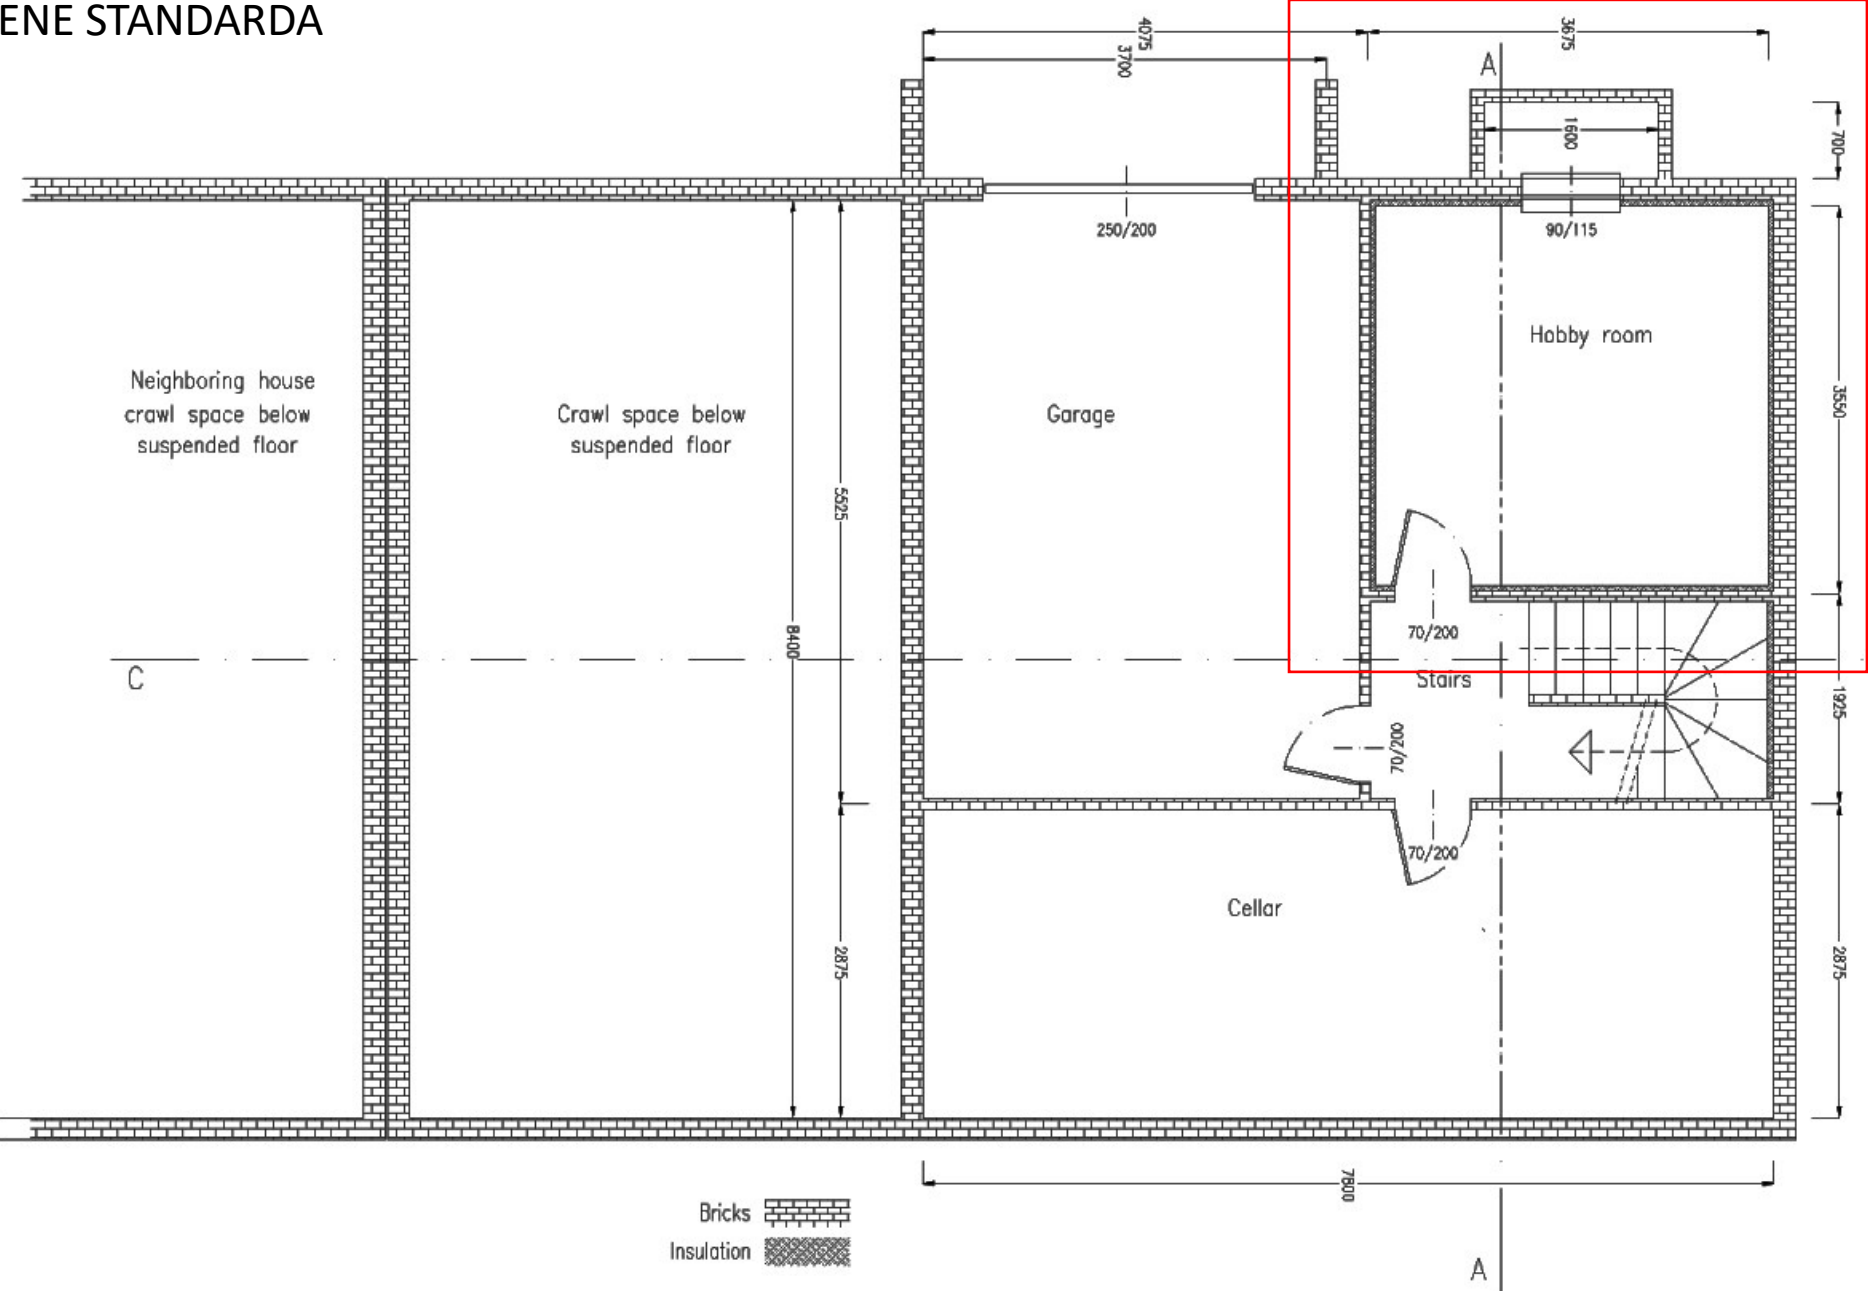 ENE STANDARDA
4075
3675
3700
A
1600
700
250/200
90/115
Hobby room
Neighboring house
crawl space below
suspended floor
Crawl space below
suspended floor
Garage
3550
5525
8400
70/200
C
Stairs
1925
70/200
70/200
Cellar
2875
2875
7800
Bricks
Insulation
A